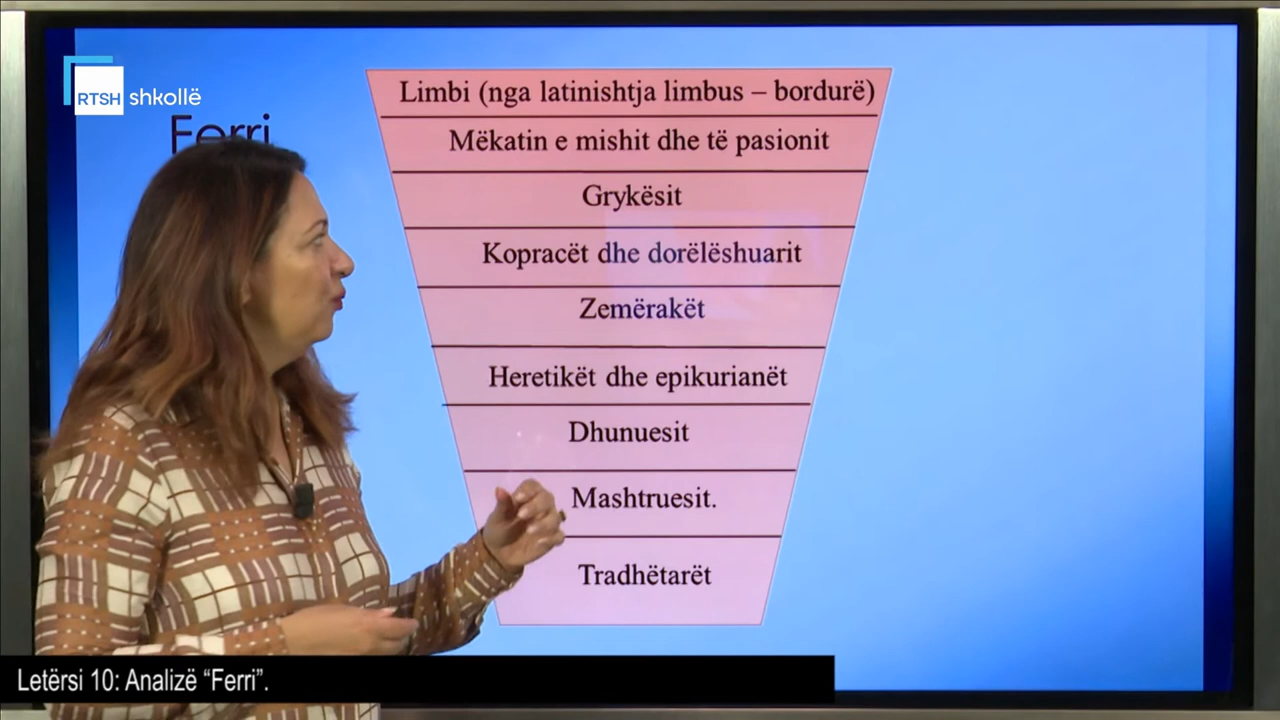 RTSH shkollë
Ferri
Limbi (nga latinishtja limbus – bordurë)
Mëkatin e mishit dhe të pasionit
Grykësit
Kopracët dhe dorëlëshuarit
Zemërakët
Heretikët dhe epikurianët
Dhunuesit
Mashtruesit.
Tradhëtarët
Letërsi 10: Analizë “Ferri”.